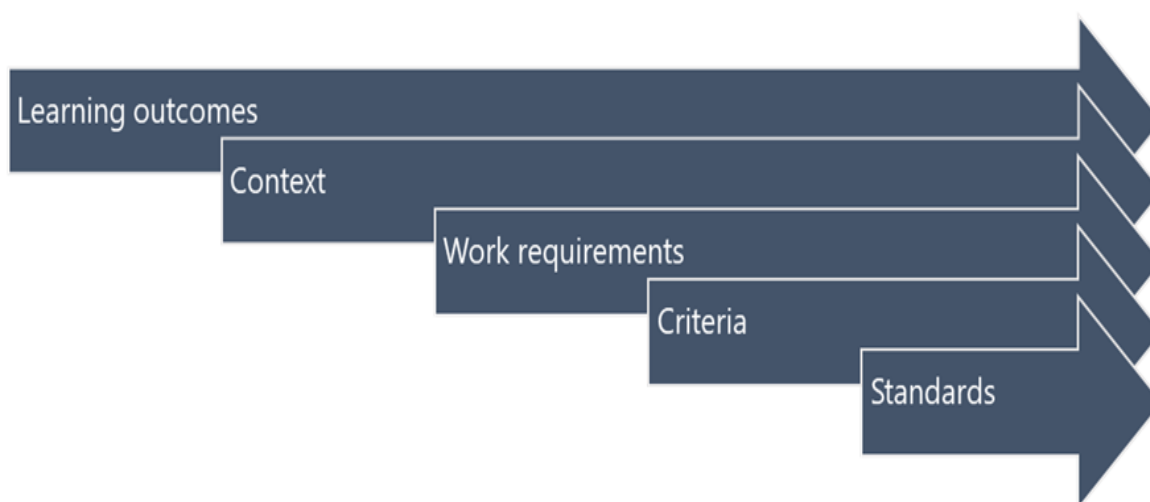 Learning outcomes
Context
Work requirements
Criteria
Standards